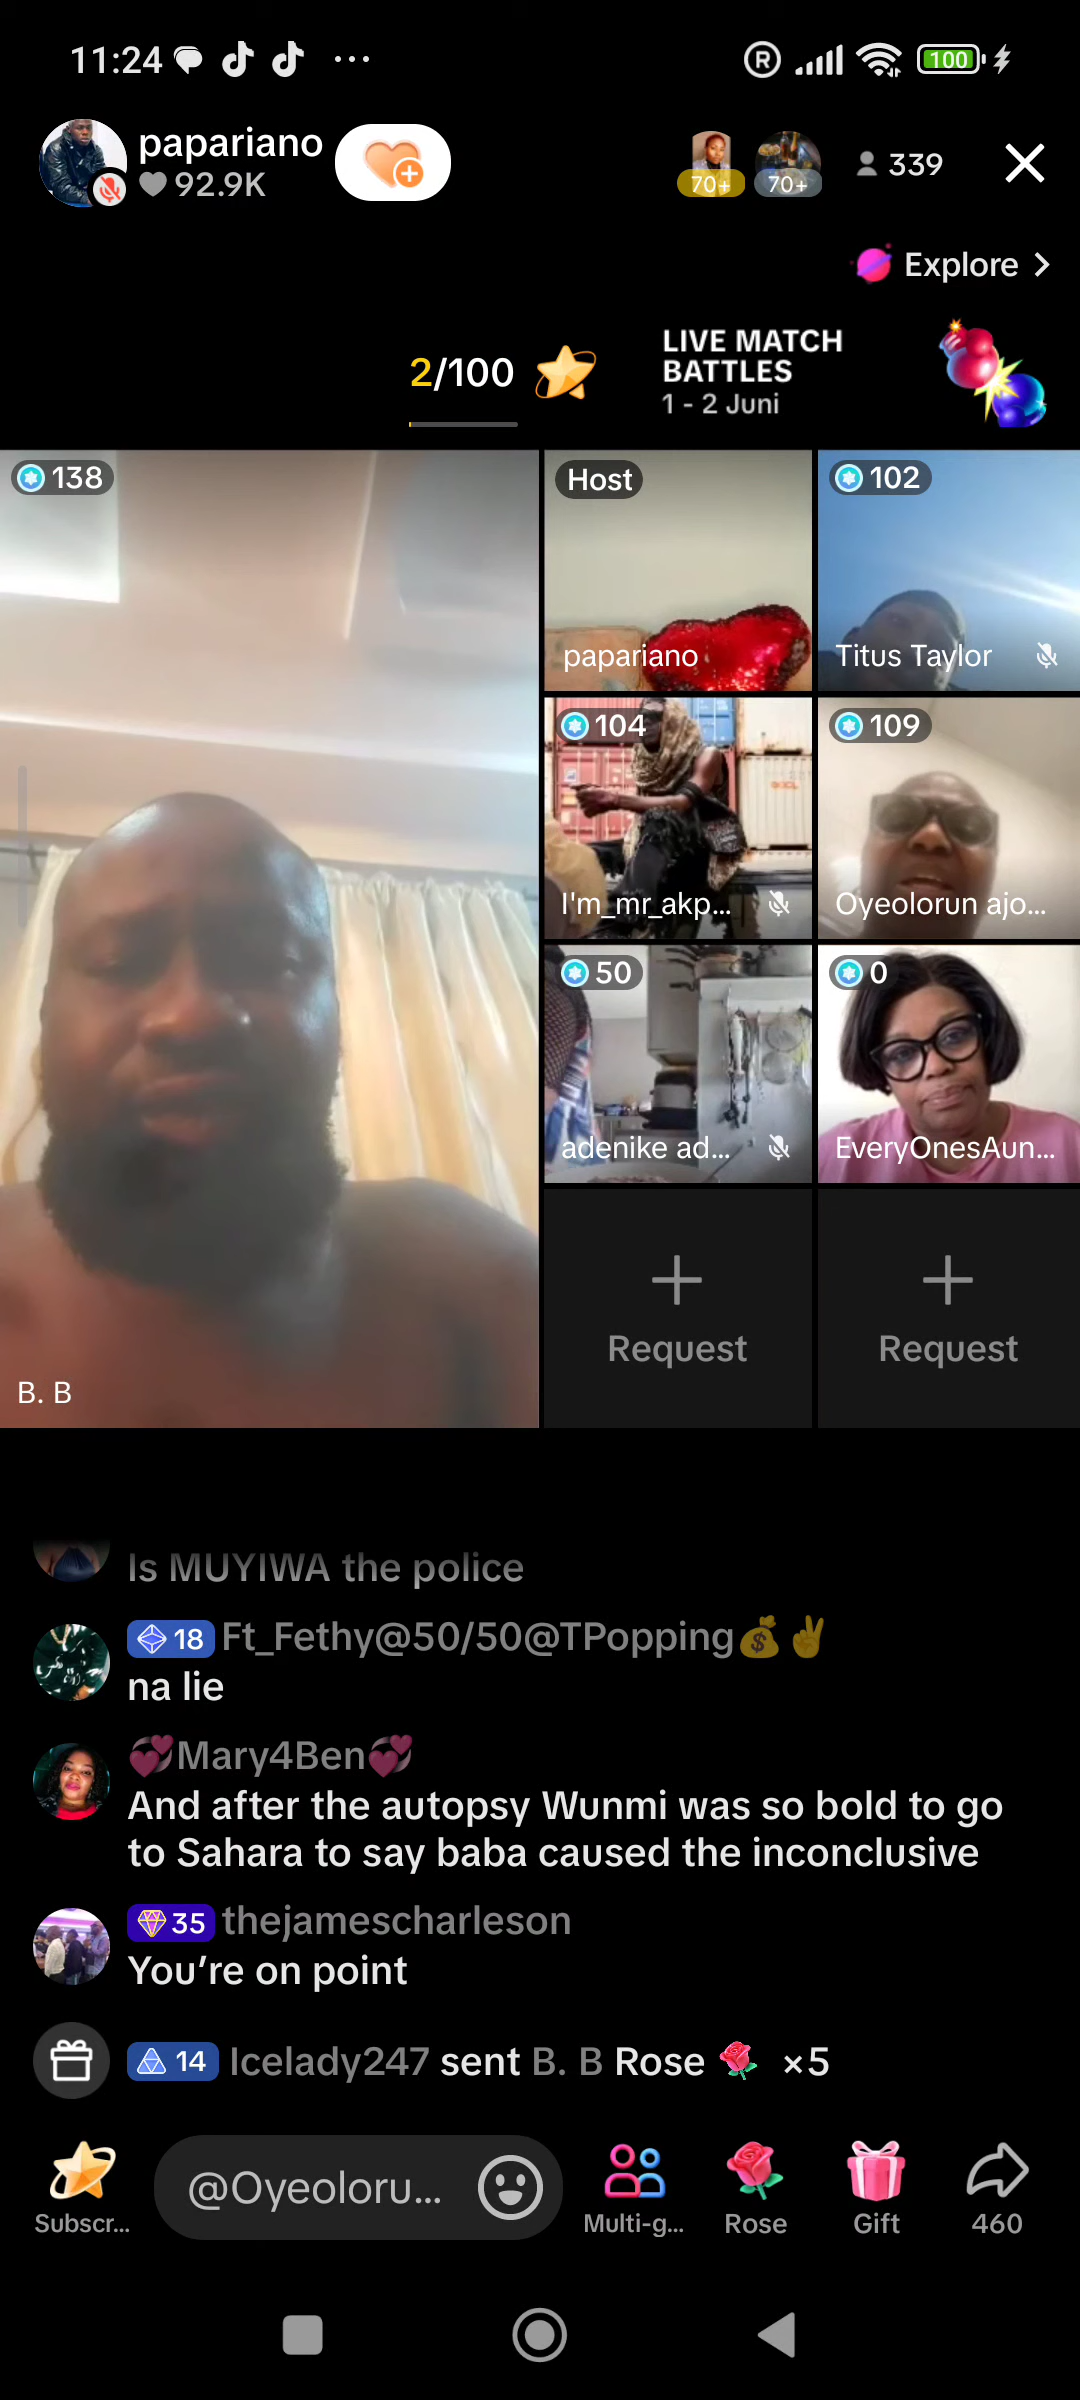 11:24
100
papariano
92.9K
70+
70+
339
Explore
2/100
LIVE MATCH
BATTLES
1 - 2 Juni
138
Host
102
papariano
Titus Taylor
104
109
I'm_mr_akp...
Oyeolorun ajo...
50
0
adenike ad...
EveryOnesAun...
B. B
Request
Request
Is MUYIWA the police
18 Ft_Fethy@50/50@TPopping💰✌️
na lie
💞Mary4Ben💞
And after the autopsy Wunmi was so bold to go
to Sahara to say baba caused the inconclusive
35 thejamescharleson
You’re on point
14 Icelady247 sent B. B Rose 🌹 ×5
@Oyeoloru...
Subscr...
Multi-g...
Rose
Gift
460